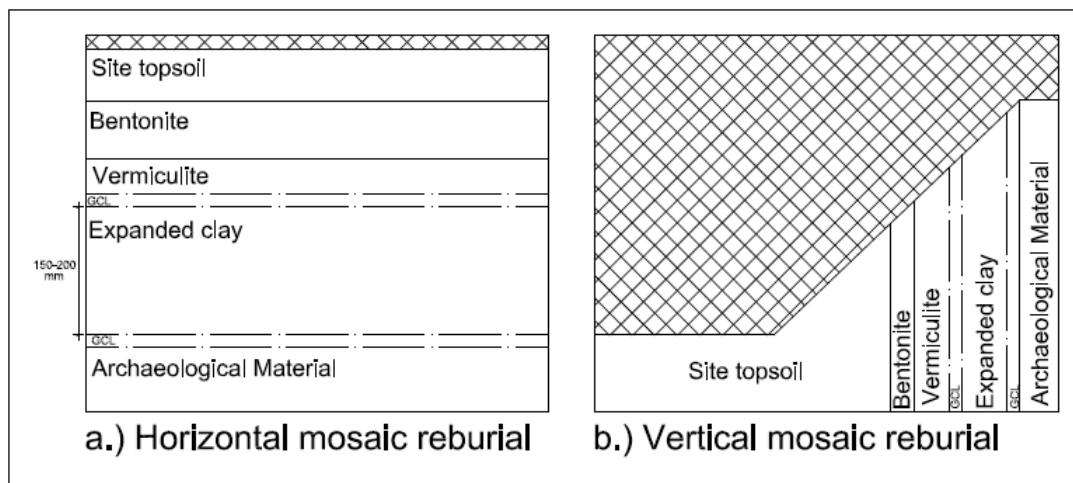 Site topsoil
Bentonite
Vermiculite
GCL
Expanded clay
150-200
mm
GCL
Archaeological Material
a.) Horizontal mosaic reburial
Site topsoil
Bentonite
Vermiculite
GCL
Expanded clay
GCL
Archaeological Material
b.) Vertical mosaic reburial